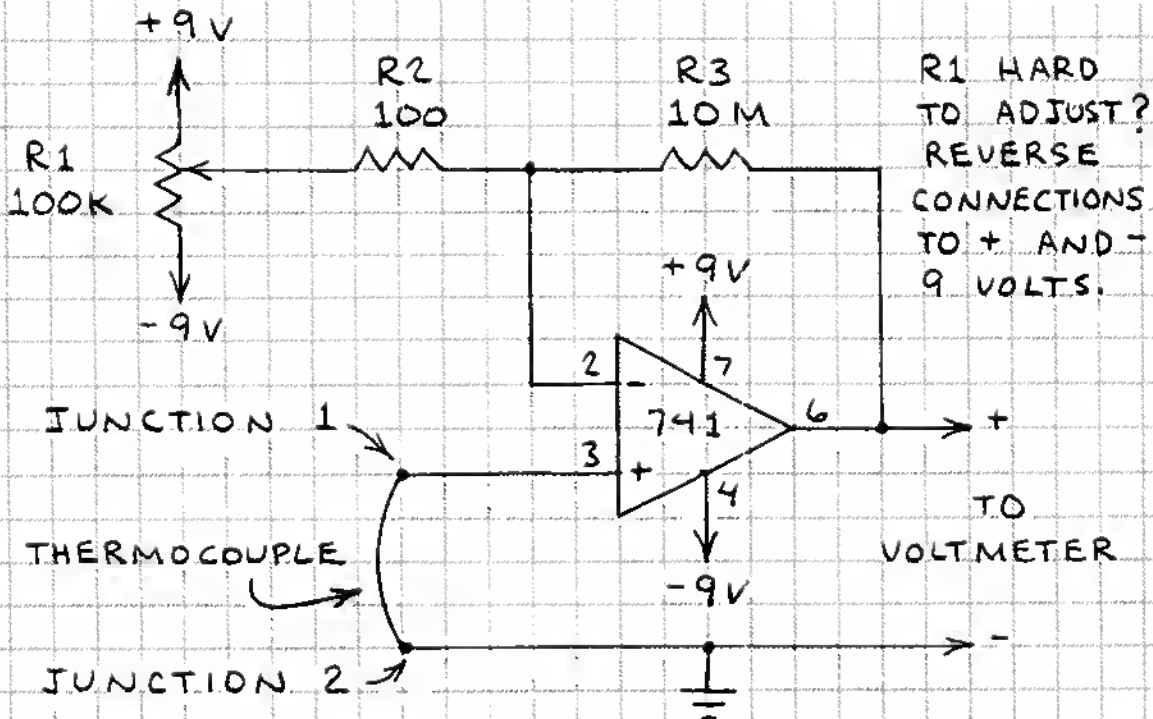 +9V
R1
100K
-9V
R2
100
R3
10M
R1 HARD
TO ADJUST?
REVERSE
CONNECTIONS
TO + AND -
9 VOLTS.
+9V
2
-
7
741
6
3
+
4
-9V
+
TO
VOLTMETER
-
JUNCTION 1
THERMOCOUPLE
JUNCTION 2